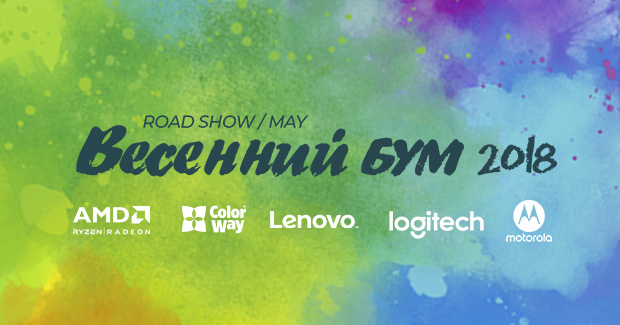 ROAD SHOW / MAY
Весенний БУМ 2018
AMD
RYZEN | RADEON
Color Way
Lenovo
logitech
motorola